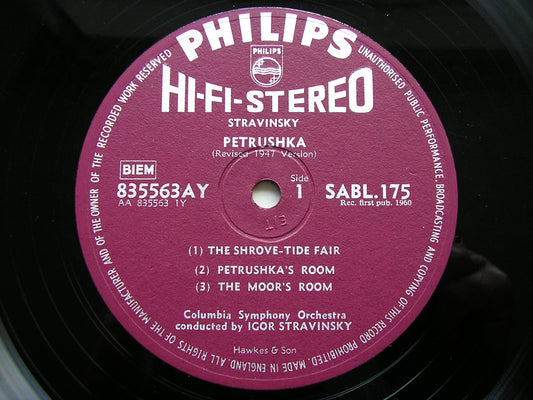 PHILIPS
PHILIPS
HI-FI-STEREO
STRAVINSKY
PETRUSHKA
(Revised 1947 Version)
BIEM
835563AY
AA 835563 1Y
Side
1
SABL.175
Rec. first pub. 1960
(1) THE SHROVE-TIDE FAIR
(2) PETRUSHKA'S ROOM
(3) THE MOOR'S ROOM
Columbia Symphony Orchestra
conducted by IGOR STRAVINSKY
Hawkes & Son
ALL RIGHTS OF THE MANUFACTURER AND OF THE OWNER OF THE RECORDED WORK RESERVED
UNAUTHORISED PUBLIC PERFORMANCE, BROADCASTING AND COPYING OF THIS RECORD PROHIBITED. MADE IN ENGLAND.